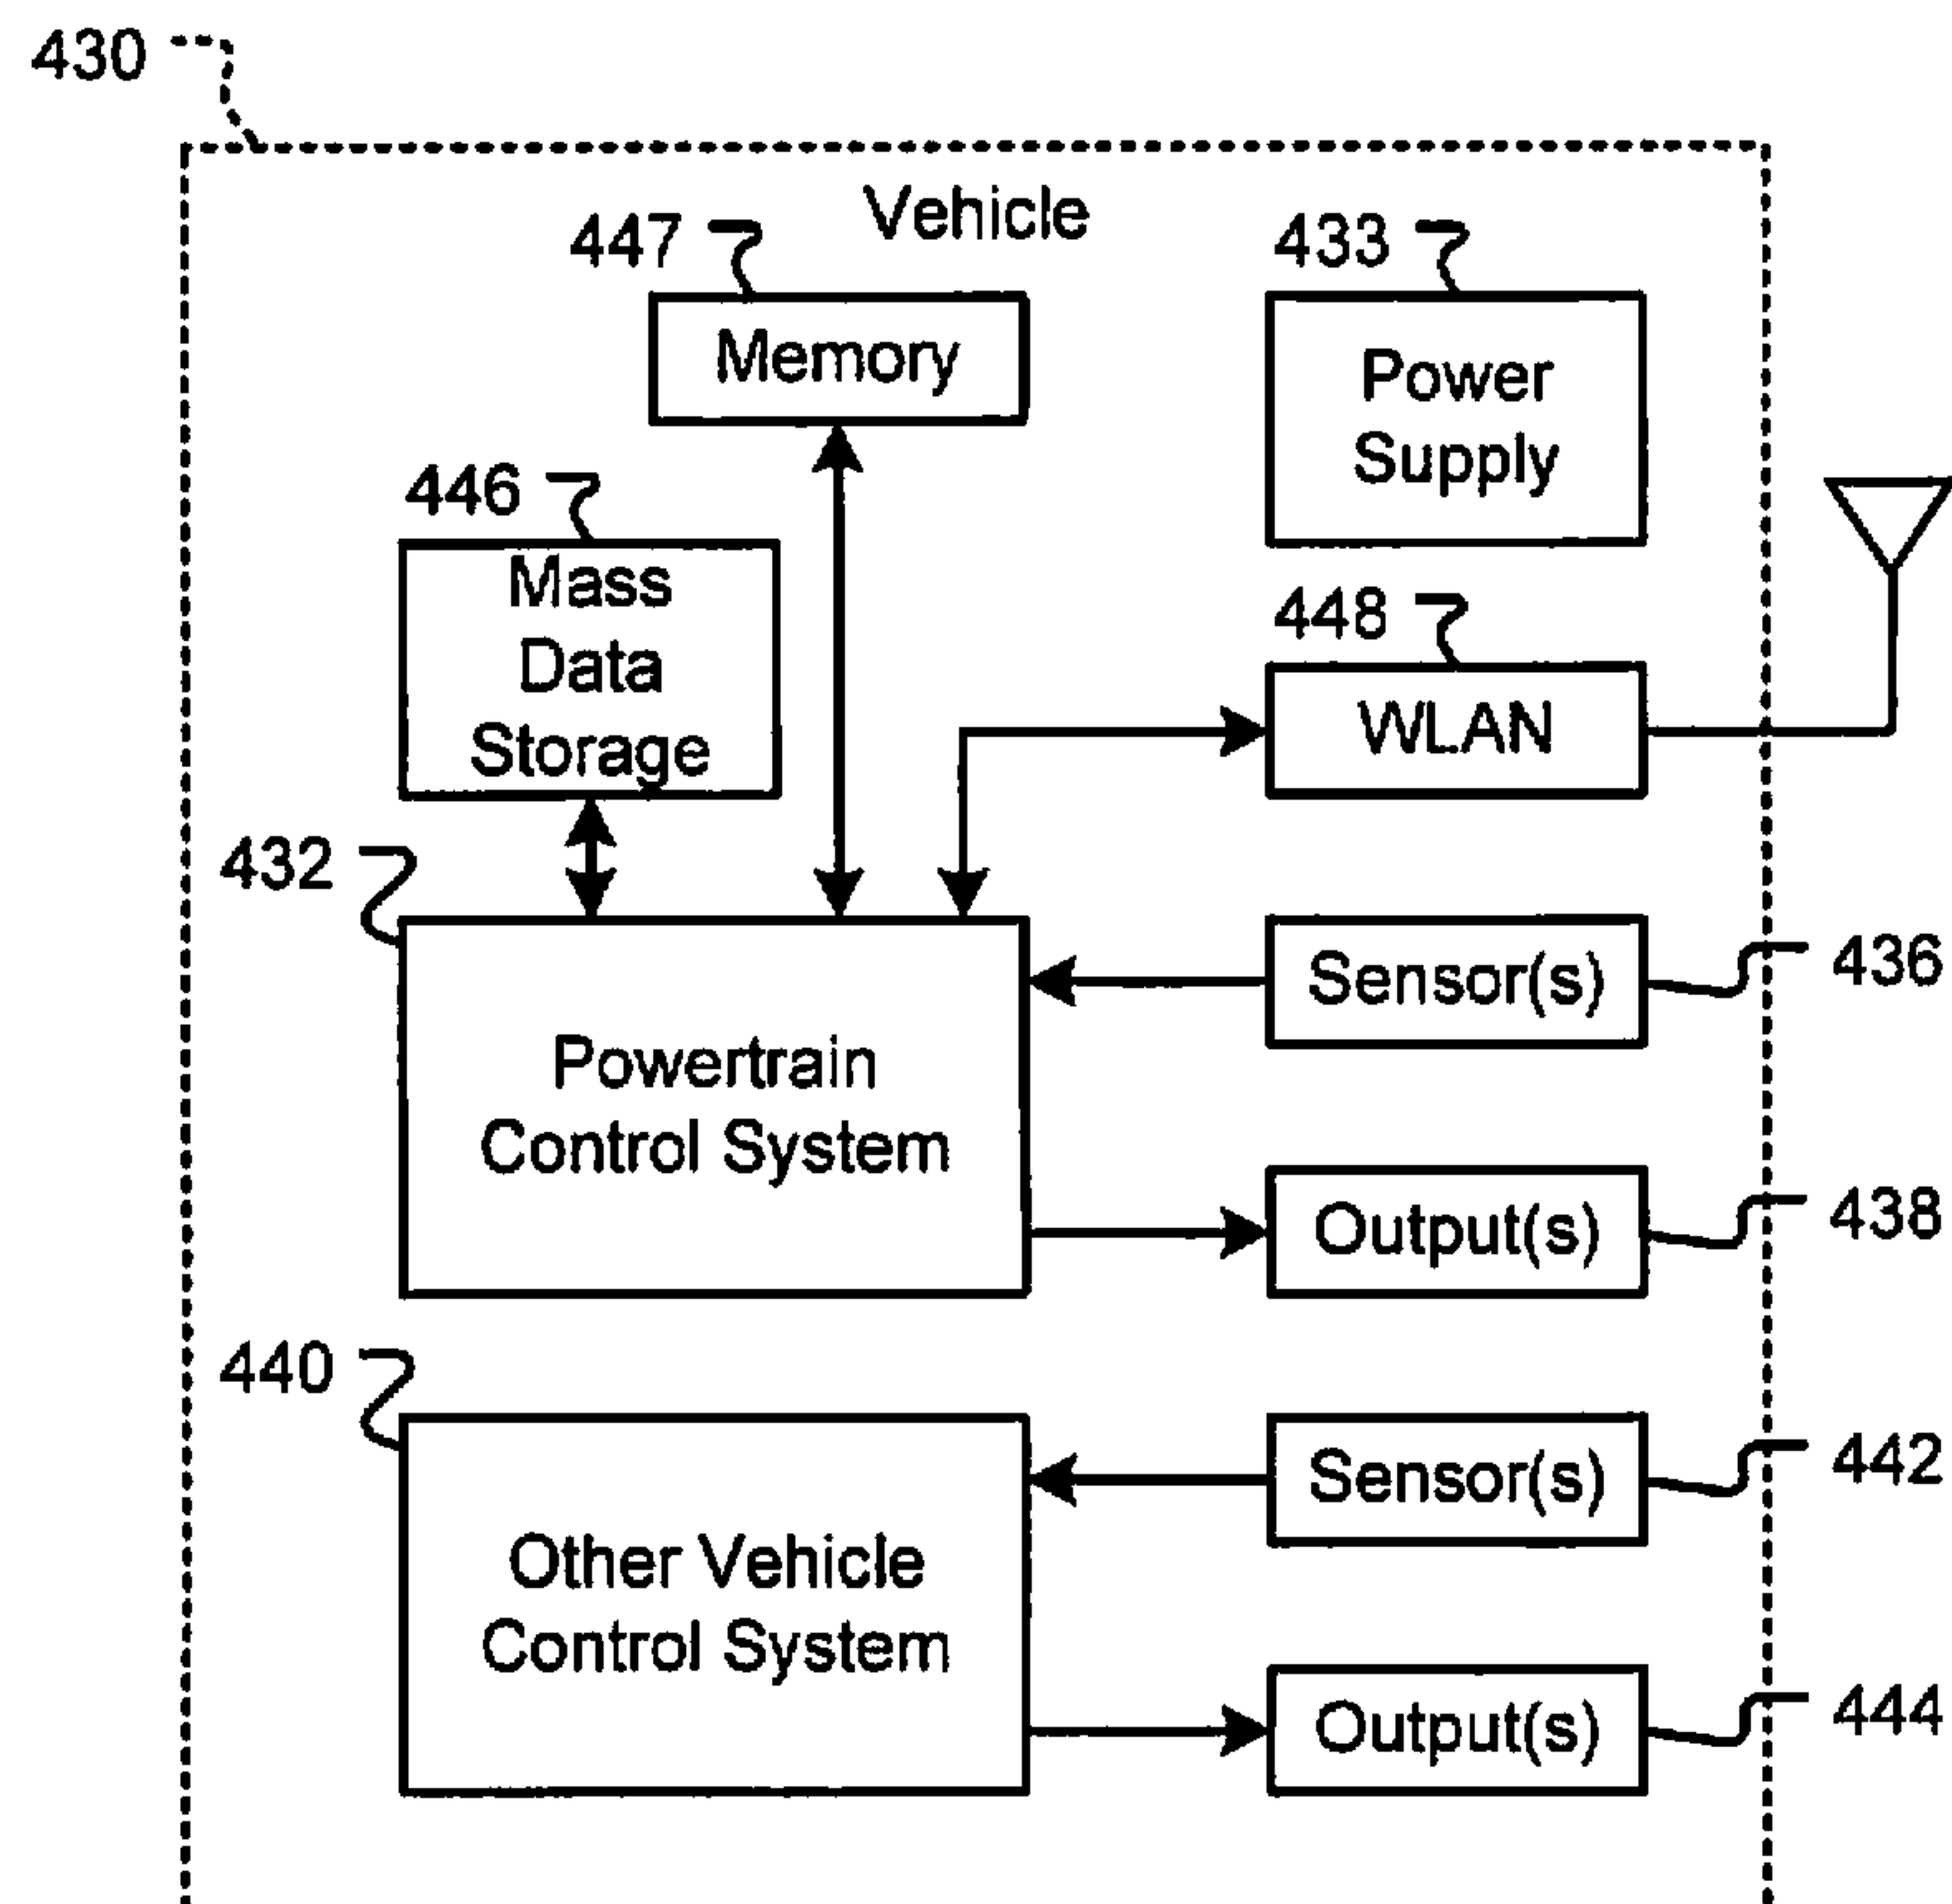 430
Vehicle
447
433
Memory
Power
Supply
446
Mass
Data
Storage
448
WLAN
432
Sensor(s)
436
Powertrain
Control System
Output(s)
438
440
Sensor(s)
442
Other Vehicle
Control System
Output(s)
444